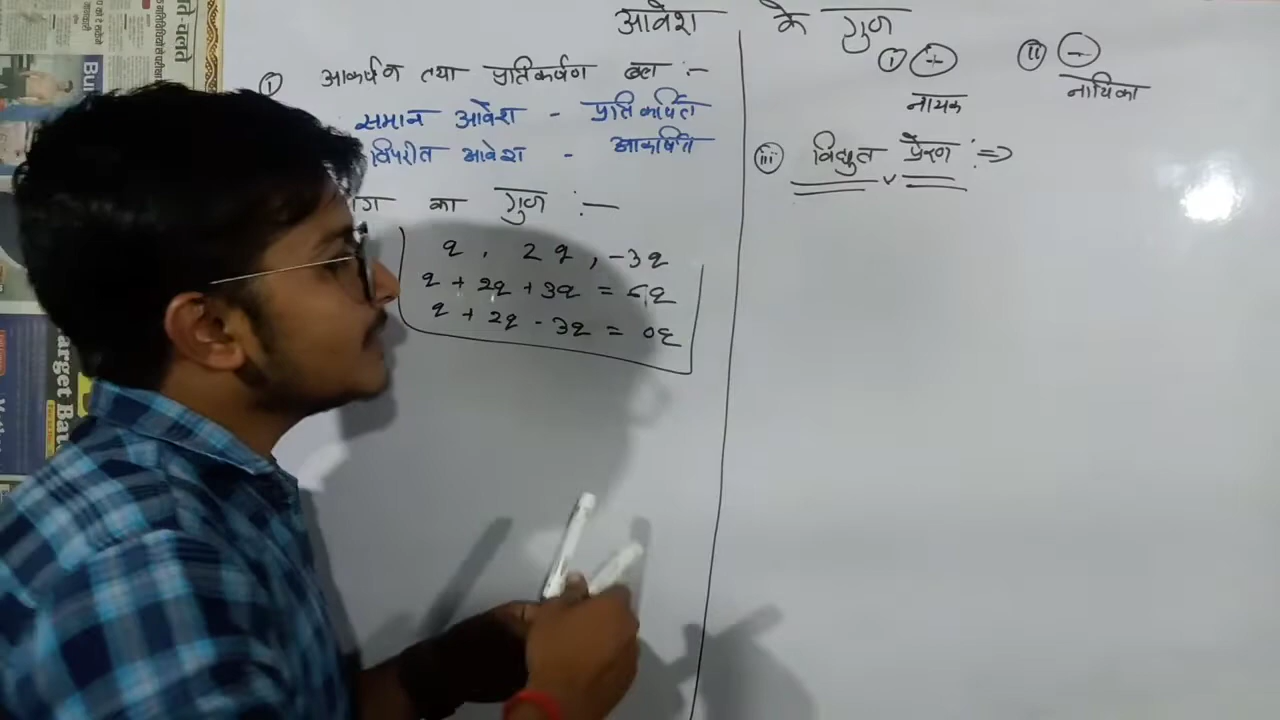 आवेश के गुण
(i) आकर्षण तथा प्रतिकर्षण बल :-
समान आवेश - प्रतिकर्षित
विपरीत आवेश - आकर्षित
का गुण :-
q , 2q , -3q
q + 2q + 3q = 6q
q + 2q - 3q = 0q
(i) (+)
नायक
(ii) (-)
नायिका
(iii) विद्युत प्रेरण :⇒